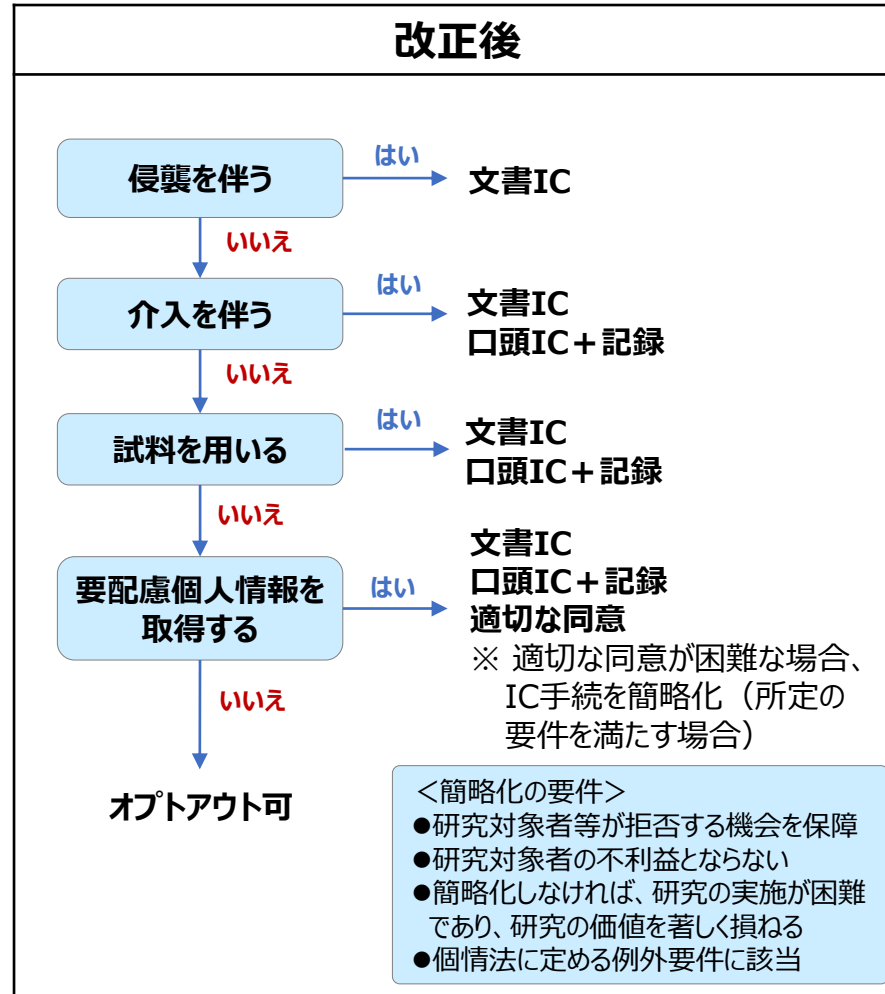 改正後
侵襲を伴う
はい
文書IC
いいえ
介入を伴う
はい
文書IC
口頭IC＋記録
いいえ
試料を用いる
はい
文書IC
口頭IC＋記録
いいえ
要配慮個人情報を
取得する
はい
文書IC
口頭IC＋記録
適切な同意
※ 適切な同意が困難な場合、
IC手続を簡略化（所定の
要件を満たす場合）
いいえ
オプトアウト可
＜簡略化の要件＞
●研究対象者等が拒否する機会を保障
●研究対象者の不利益とならない
●簡略化しなければ、研究の実施が困難
であり、研究の価値を著しく損ねる
●個情法に定める例外要件に該当